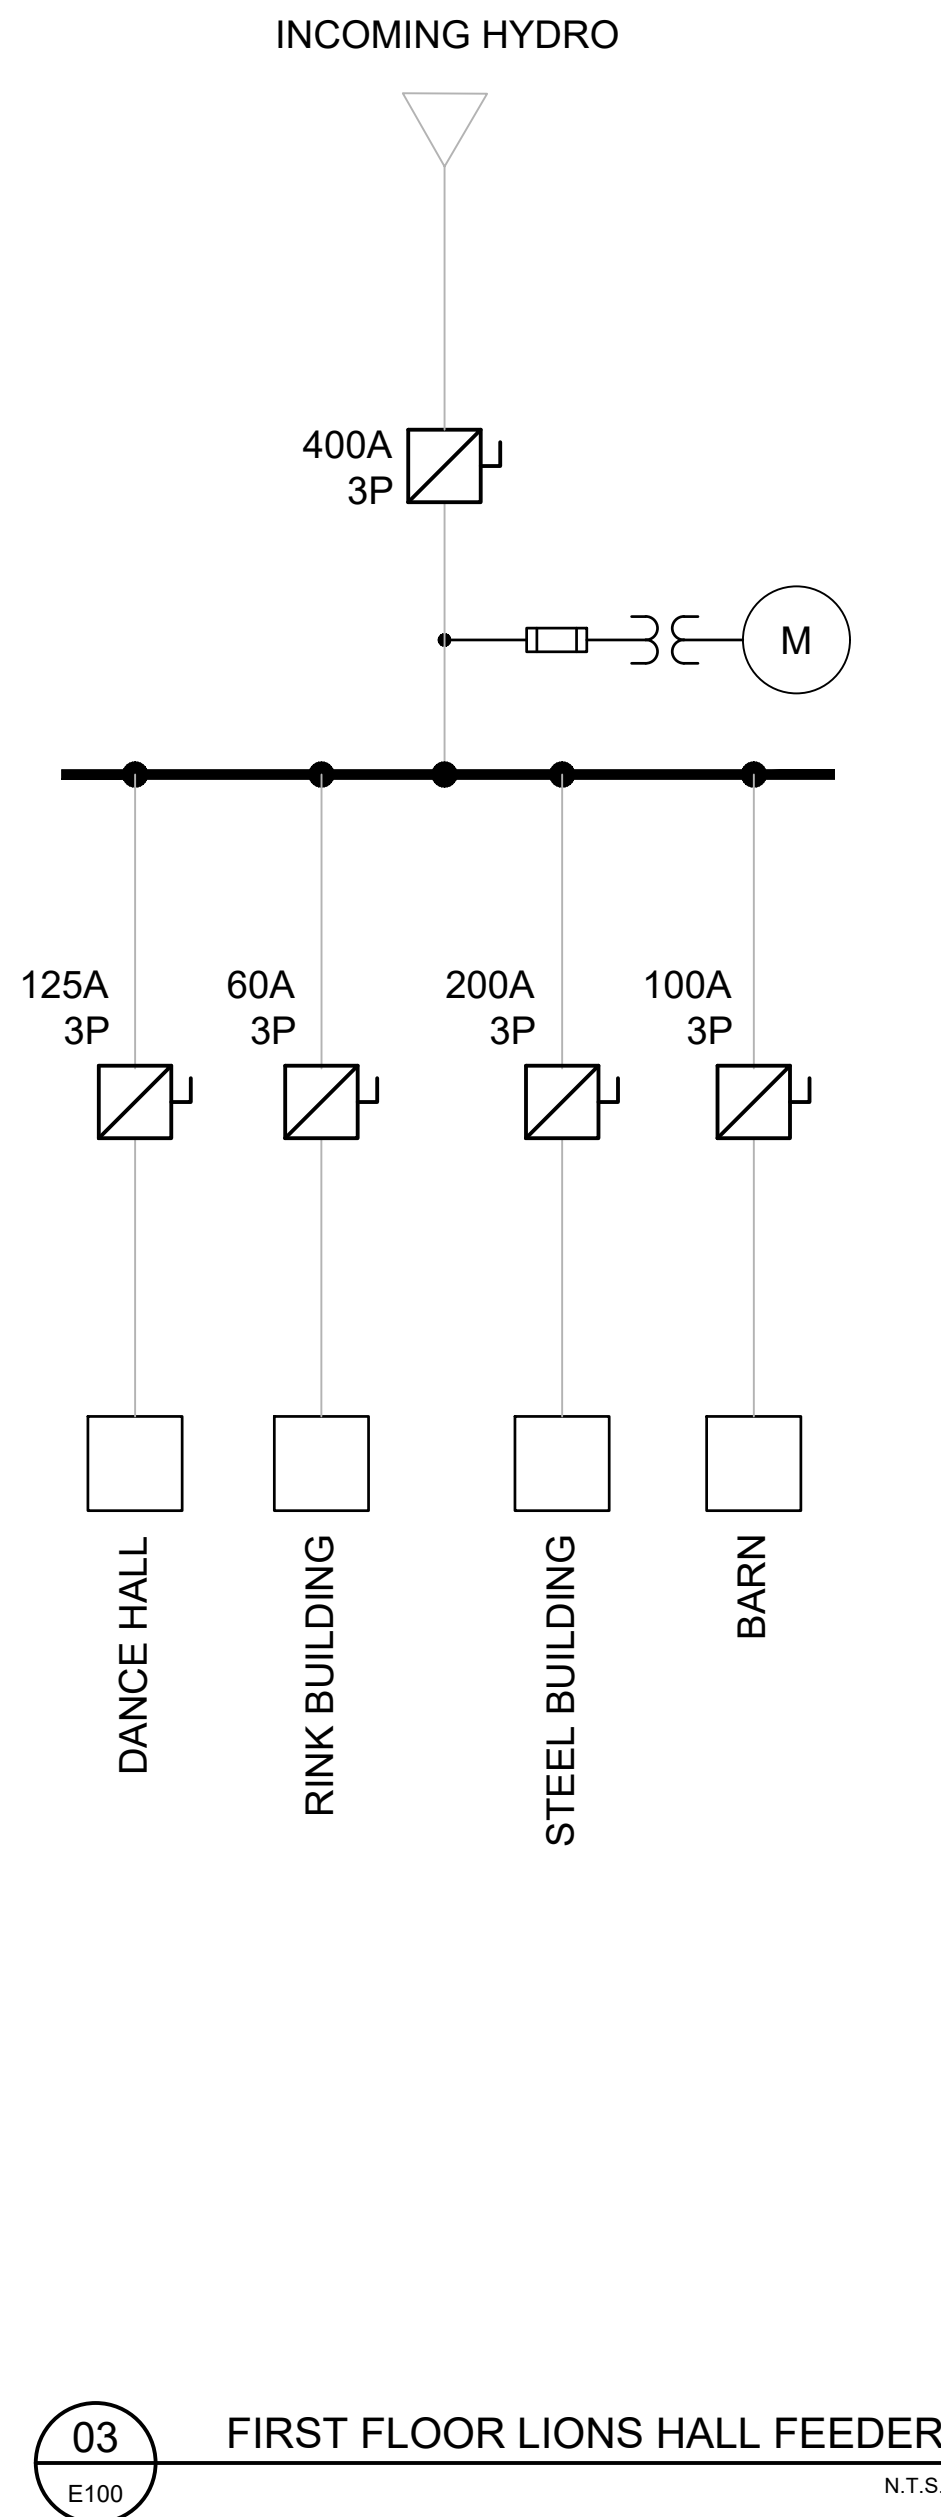 INCOMING HYDRO
400A
3P
M
125A
3P
60A
3P
200A
3P
100A
3P
DANCE HALL
RINK BUILDING
STEEL BUILDING
BARN
03
E100
FIRST FLOOR LIONS HALL FEEDER
N.T.S.